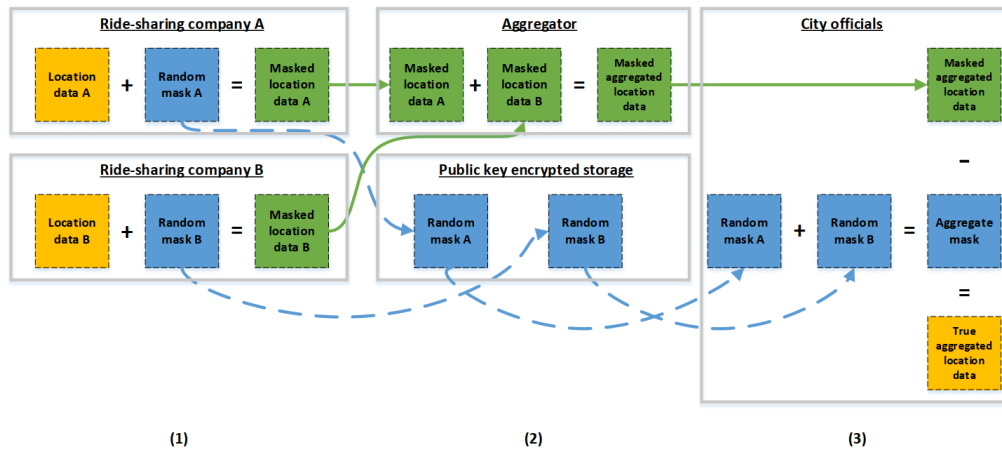 Ride-sharing company A
Location
data A
+
Random
mask A
=
Masked
location
data A
Ride-sharing company B
Location
data B
+
Random
mask B
=
Masked
location
data B
Aggregator
Masked
location
data A
+
Masked
location
data B
=
Masked
aggregated
location
data
Public key encrypted storage
Random
mask A
Random
mask B
City officials
Masked
aggregated
location
data
-
Random
mask A
+
Random
mask B
=
Aggregate
mask
=
True
aggregated
location
data
(1)
(2)
(3)